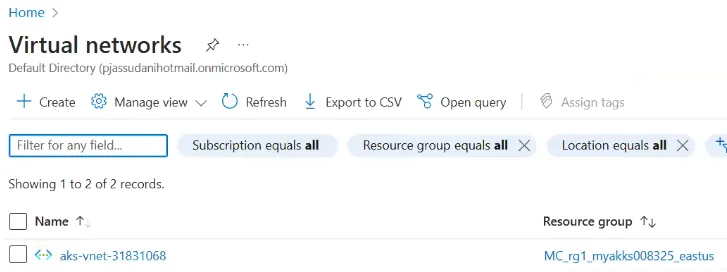 Home >
Virtual networks
Default Directory (pjassudanihotmail.onmicrosoft.com)
+ Create Manage view Refresh Export to CSV Open query Assign tags
Filter for any field... Subscription equals all Resource group equals all Location equals all
Showing 1 to 2 of 2 records.
Name ↑↓ Resource group ↑↓
aks-vnet-31831068 MC_rg1_myakks008325_eastus